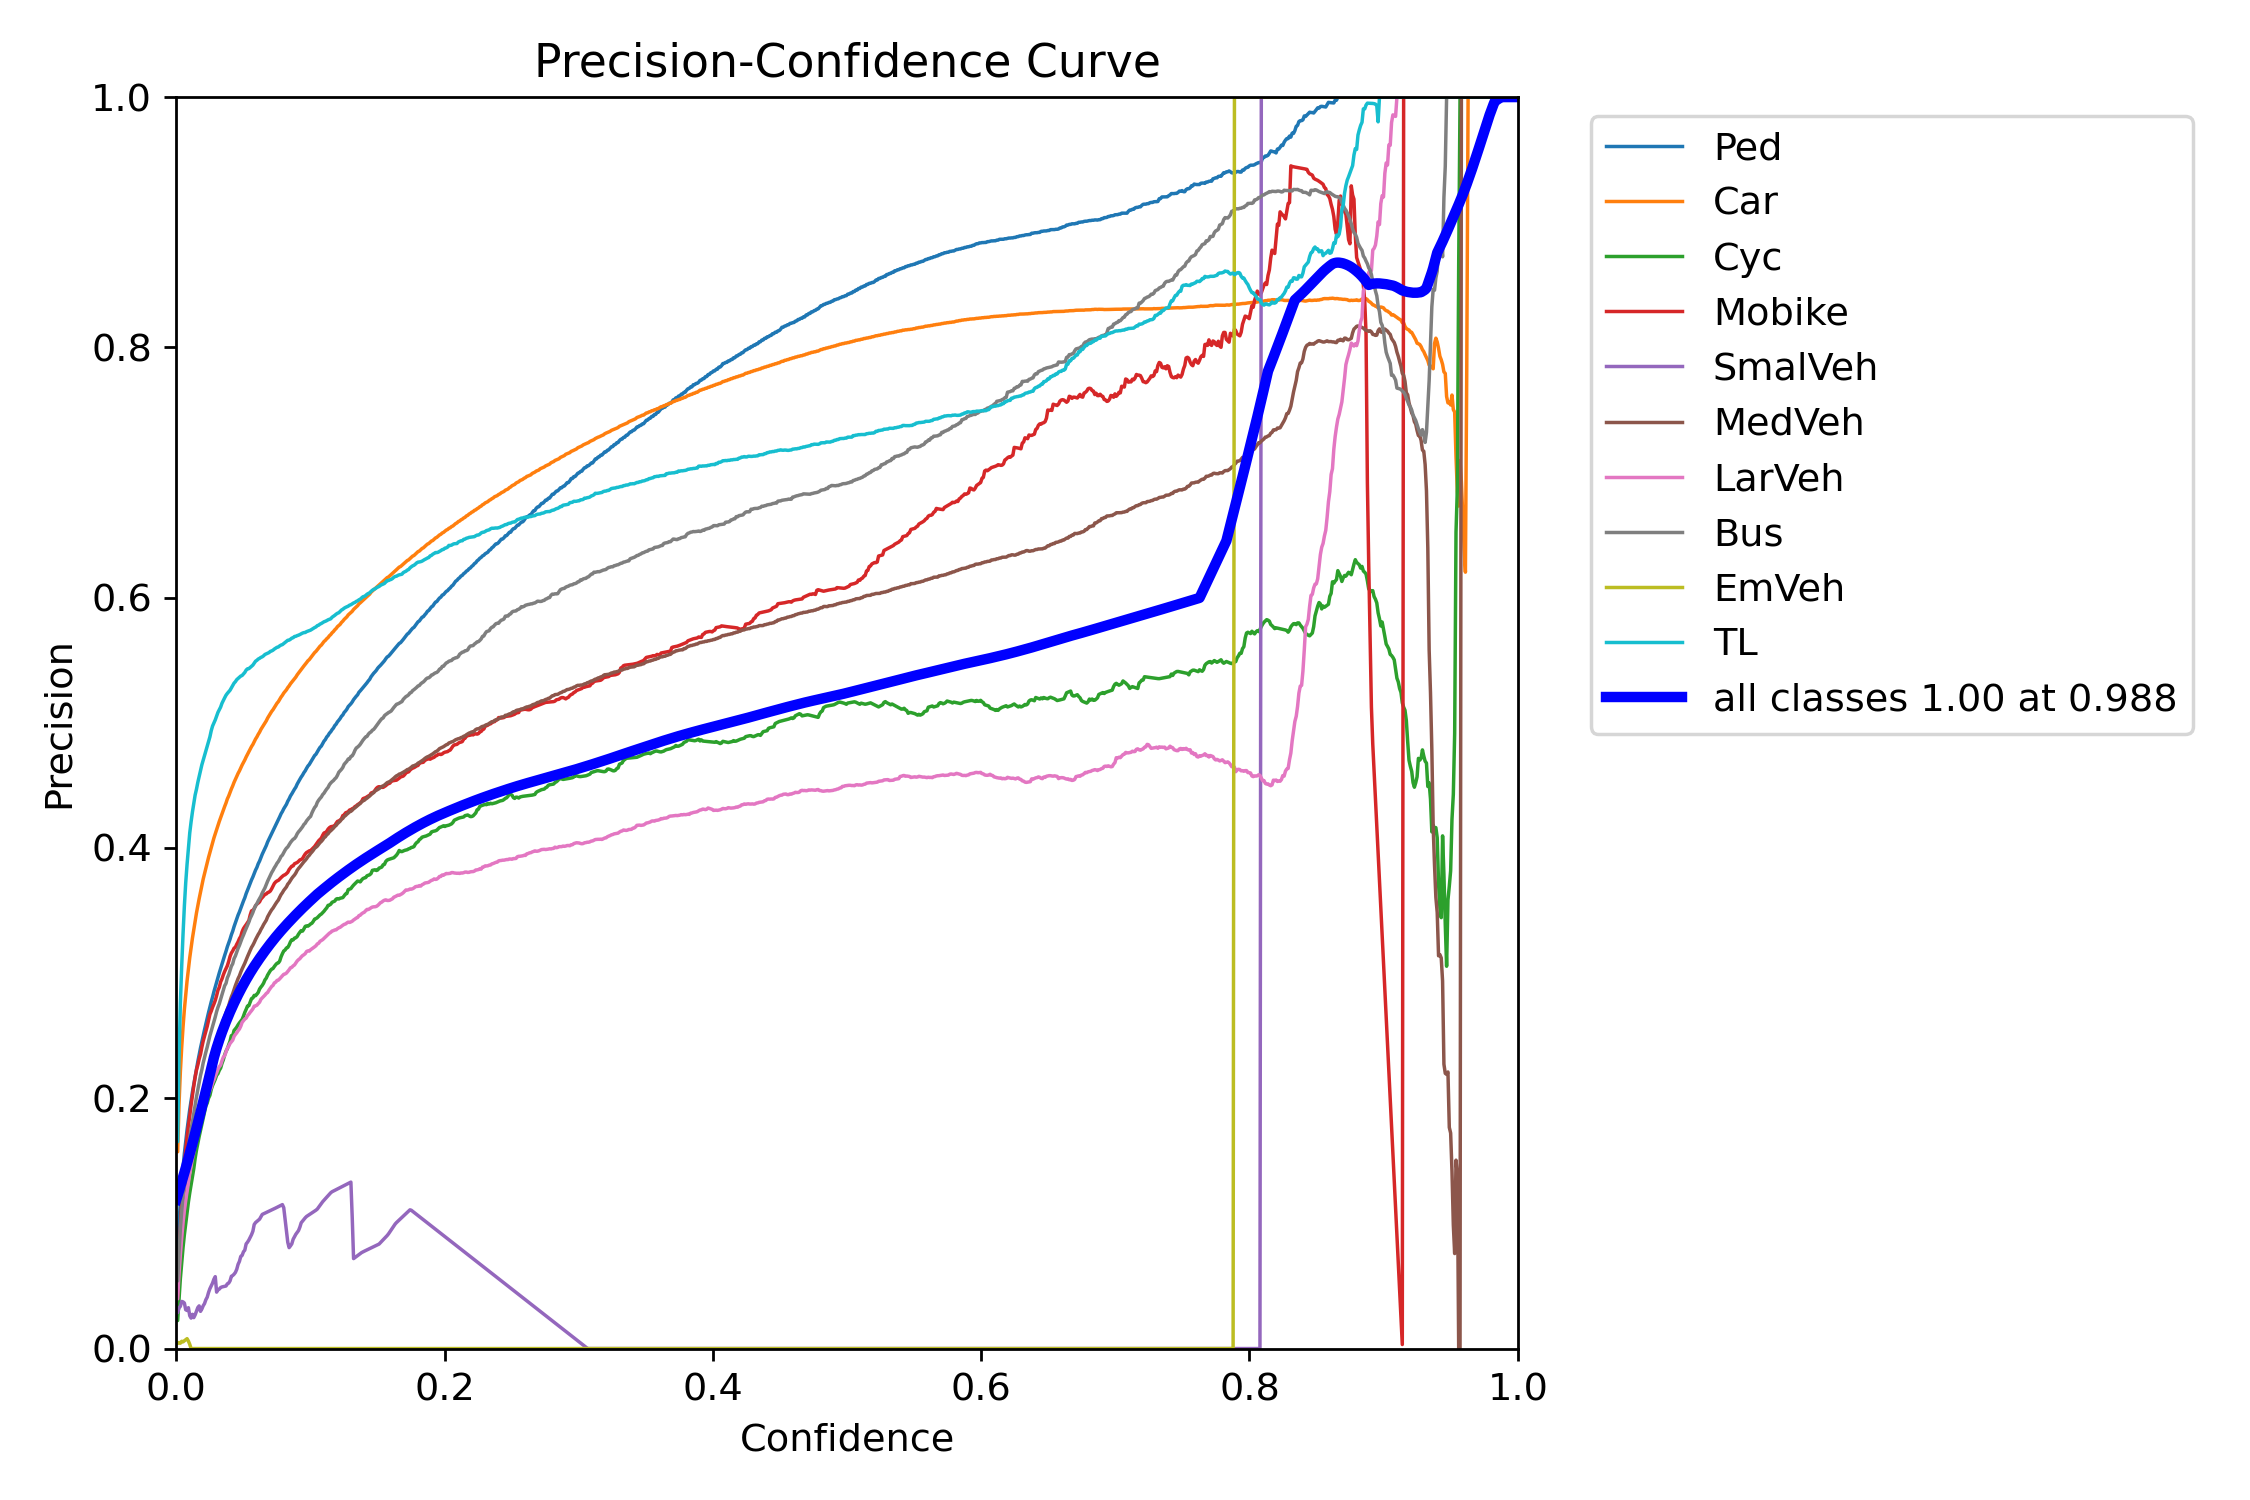 Precision-Confidence Curve
1.0
0.8
0.6
0.4
0.2
0.0
Precision
0.0 0.2 0.4 0.6 0.8 1.0
Confidence
Ped
Car
Cyc
Mobike
SmalVeh
MedVeh
LarVeh
Bus
EmVeh
TL
all classes 1.00 at 0.988